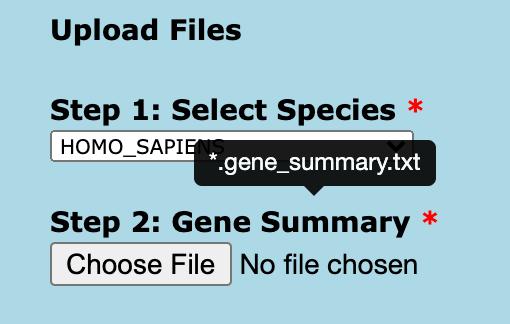 Upload Files
Step 1: Select Species *
HOMO_SAPIENS
*.gene_summary.txt
Step 2: Gene Summary *
Choose File No file chosen